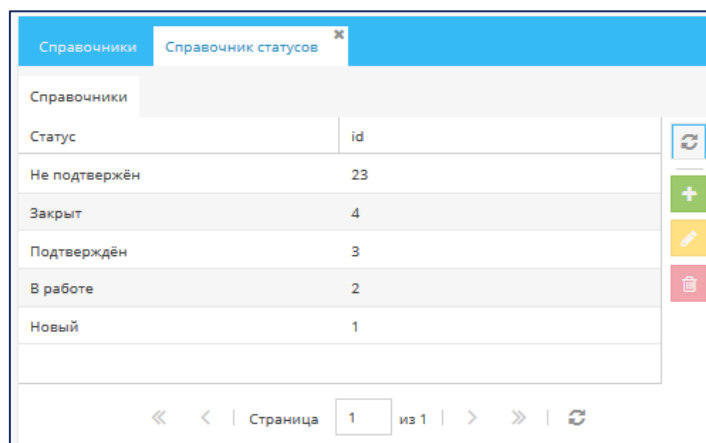 Справочники Справочник статусов
Справочники
Статус id
Не подтвержён 23
Закрыт 4
Подтверждён 3
В работе 2
Новый 1
Страница 1 из 1